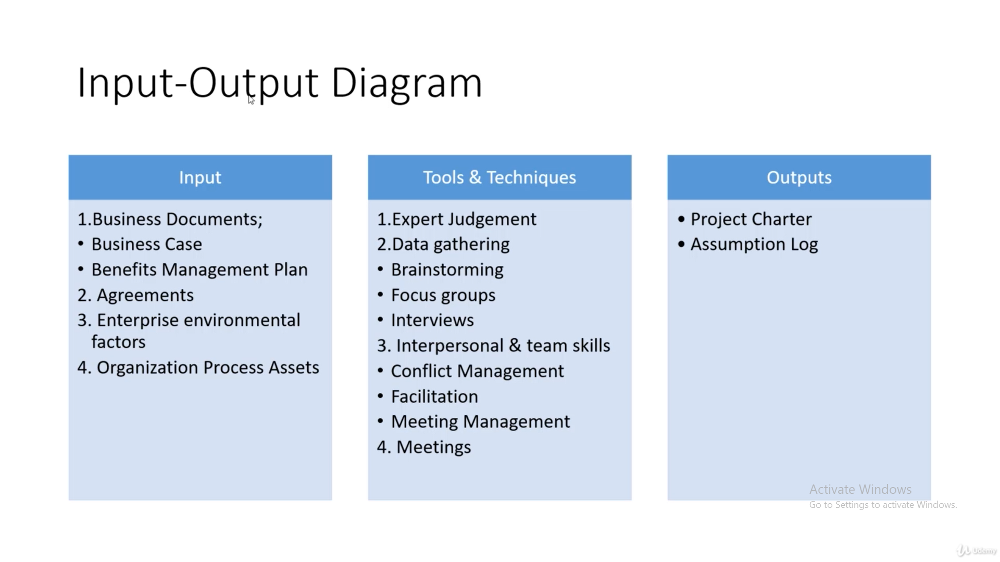 Input-Output Diagram
Input
1.Business Documents;
• Business Case
• Benefits Management Plan
2. Agreements
3. Enterprise environmental
factors
4. Organization Process Assets
Tools & Techniques
1.Expert Judgement
2.Data gathering
• Brainstorming
• Focus groups
• Interviews
3. Interpersonal & team skills
• Conflict Management
• Facilitation
• Meeting Management
4. Meetings
Outputs
• Project Charter
• Assumption Log
Activate Windows
Go to Settings to activate Windows.
Udemy